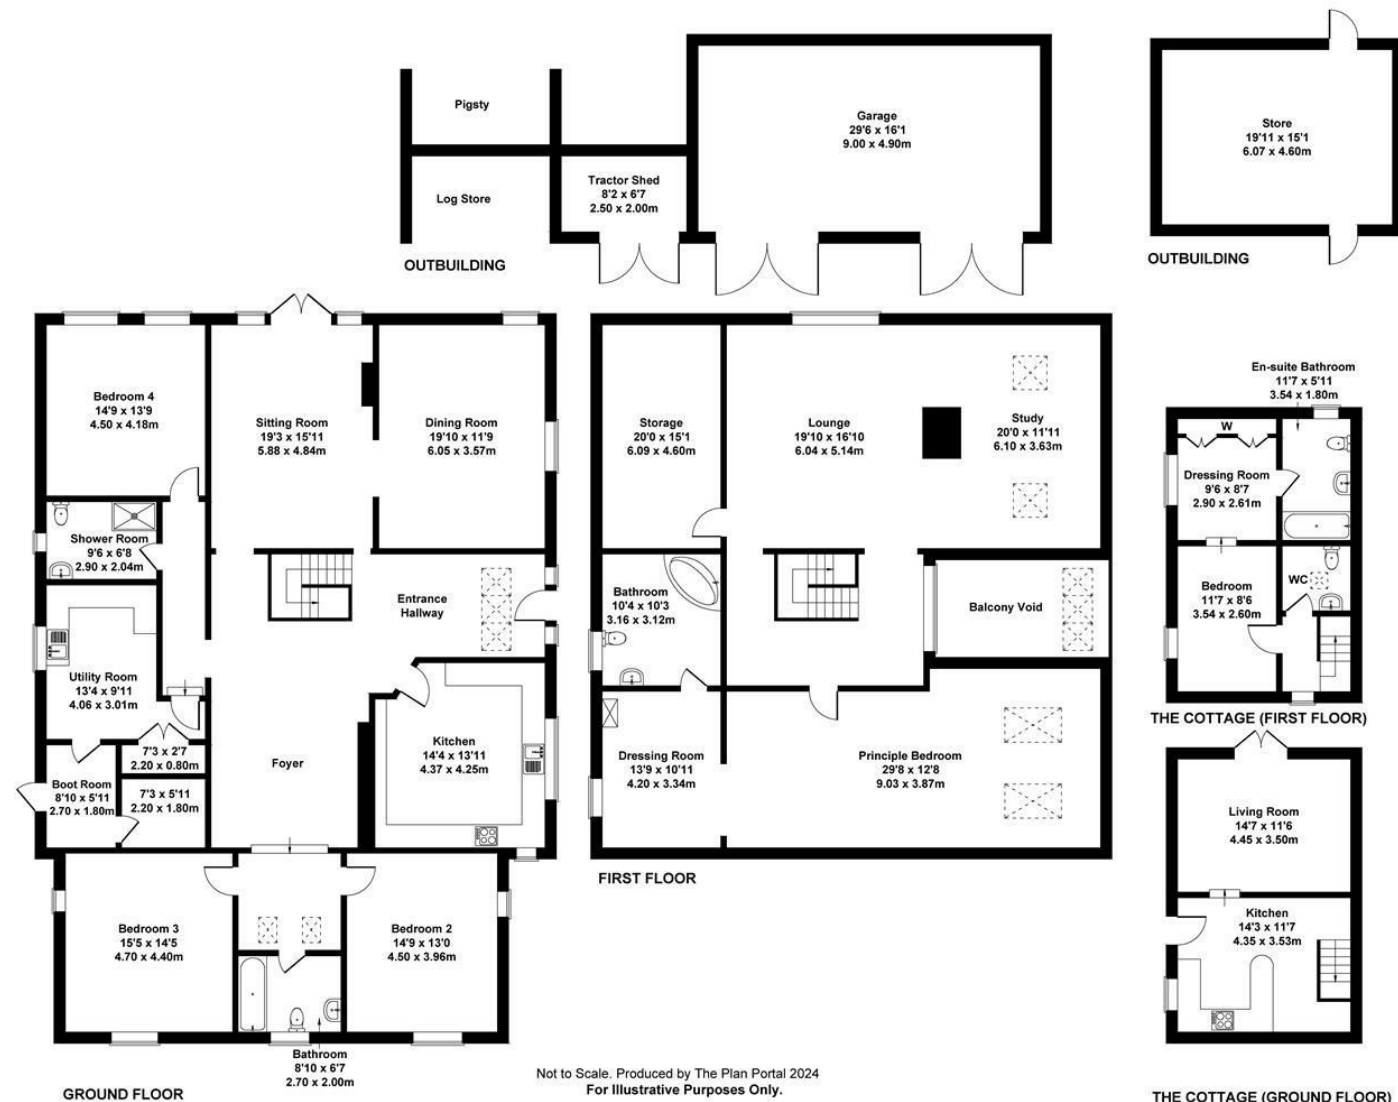 Pigsty
Log Store
Tractor Shed
8'2 x 6'7
2.50 x 2.00m
Garage
29'6 x 16'1
9.00 x 4.90m
OUTBUILDING
Store
19'11 x 15'1
6.07 x 4.60m
OUTBUILDING
Bedroom 4
14'9 x 13'9
4.50 x 4.18m
Sitting Room
19'3 x 15'11
5.88 x 4.84m
Dining Room
19'10 x 11'9
6.05 x 3.57m
Shower Room
9'6 x 6'8
2.90 x 2.04m
Entrance
Hallway
Utility Room
13'4 x 9'11
4.06 x 3.01m
7'3 x 2'7
2.20 x 0.80m
Boot Room
8'10 x 5'11
2.70 x 1.80m
7'3 x 5'11
2.20 x 1.80m
Foyer
Kitchen
14'4 x 13'11
4.37 x 4.25m
Bedroom 3
15'5 x 14'5
4.70 x 4.40m
Bedroom 2
14'9 x 13'0
4.50 x 3.96m
Bathroom
8'10 x 6'7
2.70 x 2.00m
GROUND FLOOR
Storage
20'0 x 15'1
6.09 x 4.60m
Lounge
19'10 x 16'10
6.04 x 5.14m
Study
20'0 x 11'11
6.10 x 3.63m
Bathroom
10'4 x 10'3
3.16 x 3.12m
Balcony Void
Dressing Room
13'9 x 10'11
4.20 x 3.34m
Principle Bedroom
29'8 x 12'8
9.03 x 3.87m
FIRST FLOOR
En-suite Bathroom
11'7 x 5'11
3.54 x 1.80m
W
Dressing Room
9'6 x 8'7
2.90 x 2.61m
Bedroom
11'7 x 8'6
3.54 x 2.60m
WC
THE COTTAGE (FIRST FLOOR)
Living Room
14'7 x 11'6
4.45 x 3.50m
Kitchen
14'3 x 11'7
4.35 x 3.53m
THE COTTAGE (GROUND FLOOR)
Not to Scale. Produced by The Plan Portal 2024
For Illustrative Purposes Only.